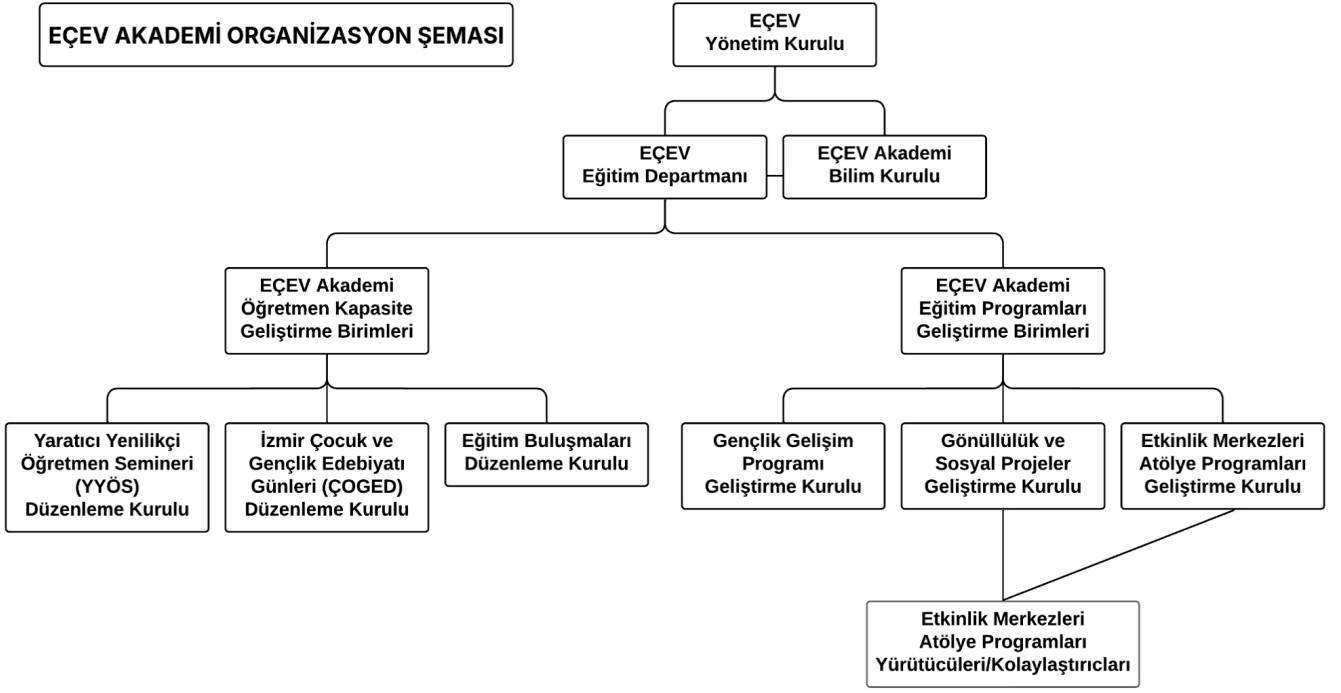 EÇEV AKADEMİ ORGANİZASYON ŞEMASI
EÇEV
Yönetim Kurulu
EÇEV
Eğitim Departmanı
EÇEV Akademi
Bilim Kurulu
EÇEV Akademi
Öğretmen Kapasite
Geliştirme Birimleri
EÇEV Akademi
Eğitim Programları
Geliştirme Birimleri
Yaratıcı Yenilikçi
Öğretmen Semineri
(YYÖS)
Düzenleme Kurulu
İzmir Çocuk ve
Gençlik Edebiyatı
Günleri (ÇOGED)
Düzenleme Kurulu
Eğitim Buluşmaları
Düzenleme Kurulu
Gençlik Gelişim
Programı
Geliştirme Kurulu
Gönüllülük ve
Sosyal Projeler
Geliştirme Kurulu
Etkinlik Merkezleri
Atölye Programları
Geliştirme Kurulu
Etkinlik Merkezleri
Atölye Programları
Yürütücüleri/Kolaylaştırıcları